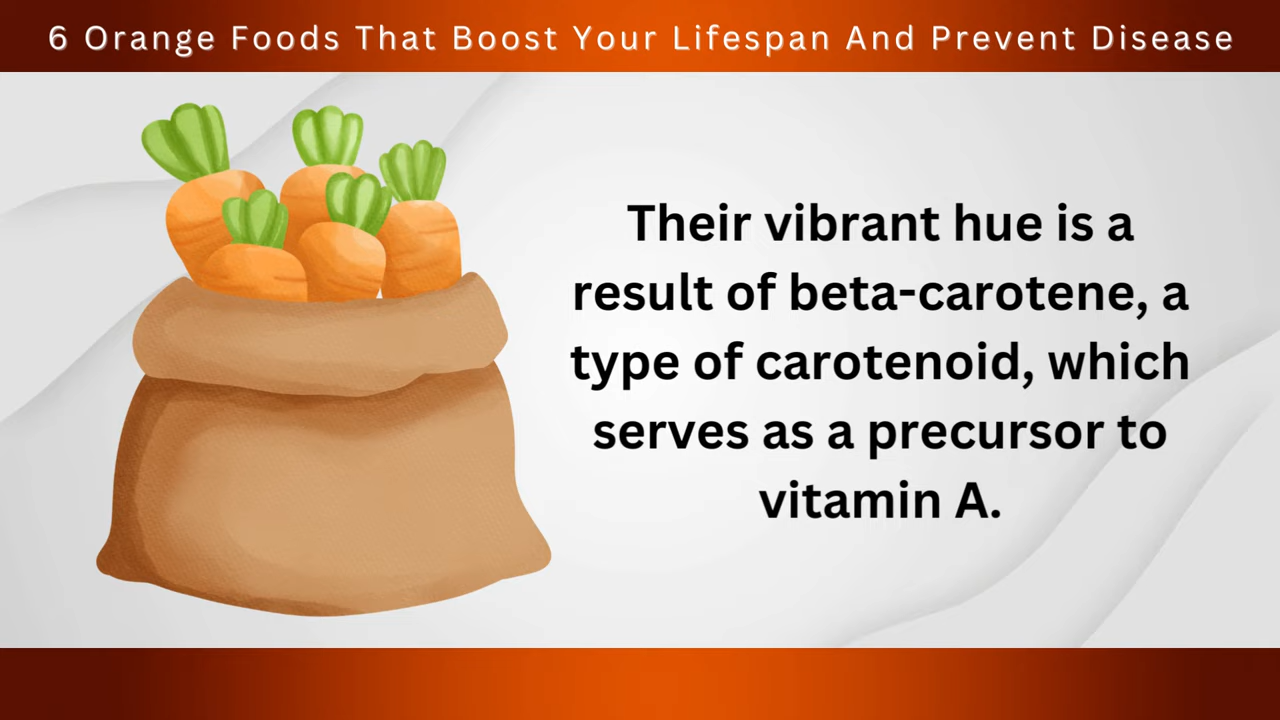 6 Orange Foods That Boost Your Lifespan And Prevent Disease
Their vibrant hue is a
result of beta-carotene, a
type of carotenoid, which
serves as a precursor to
vitamin A.